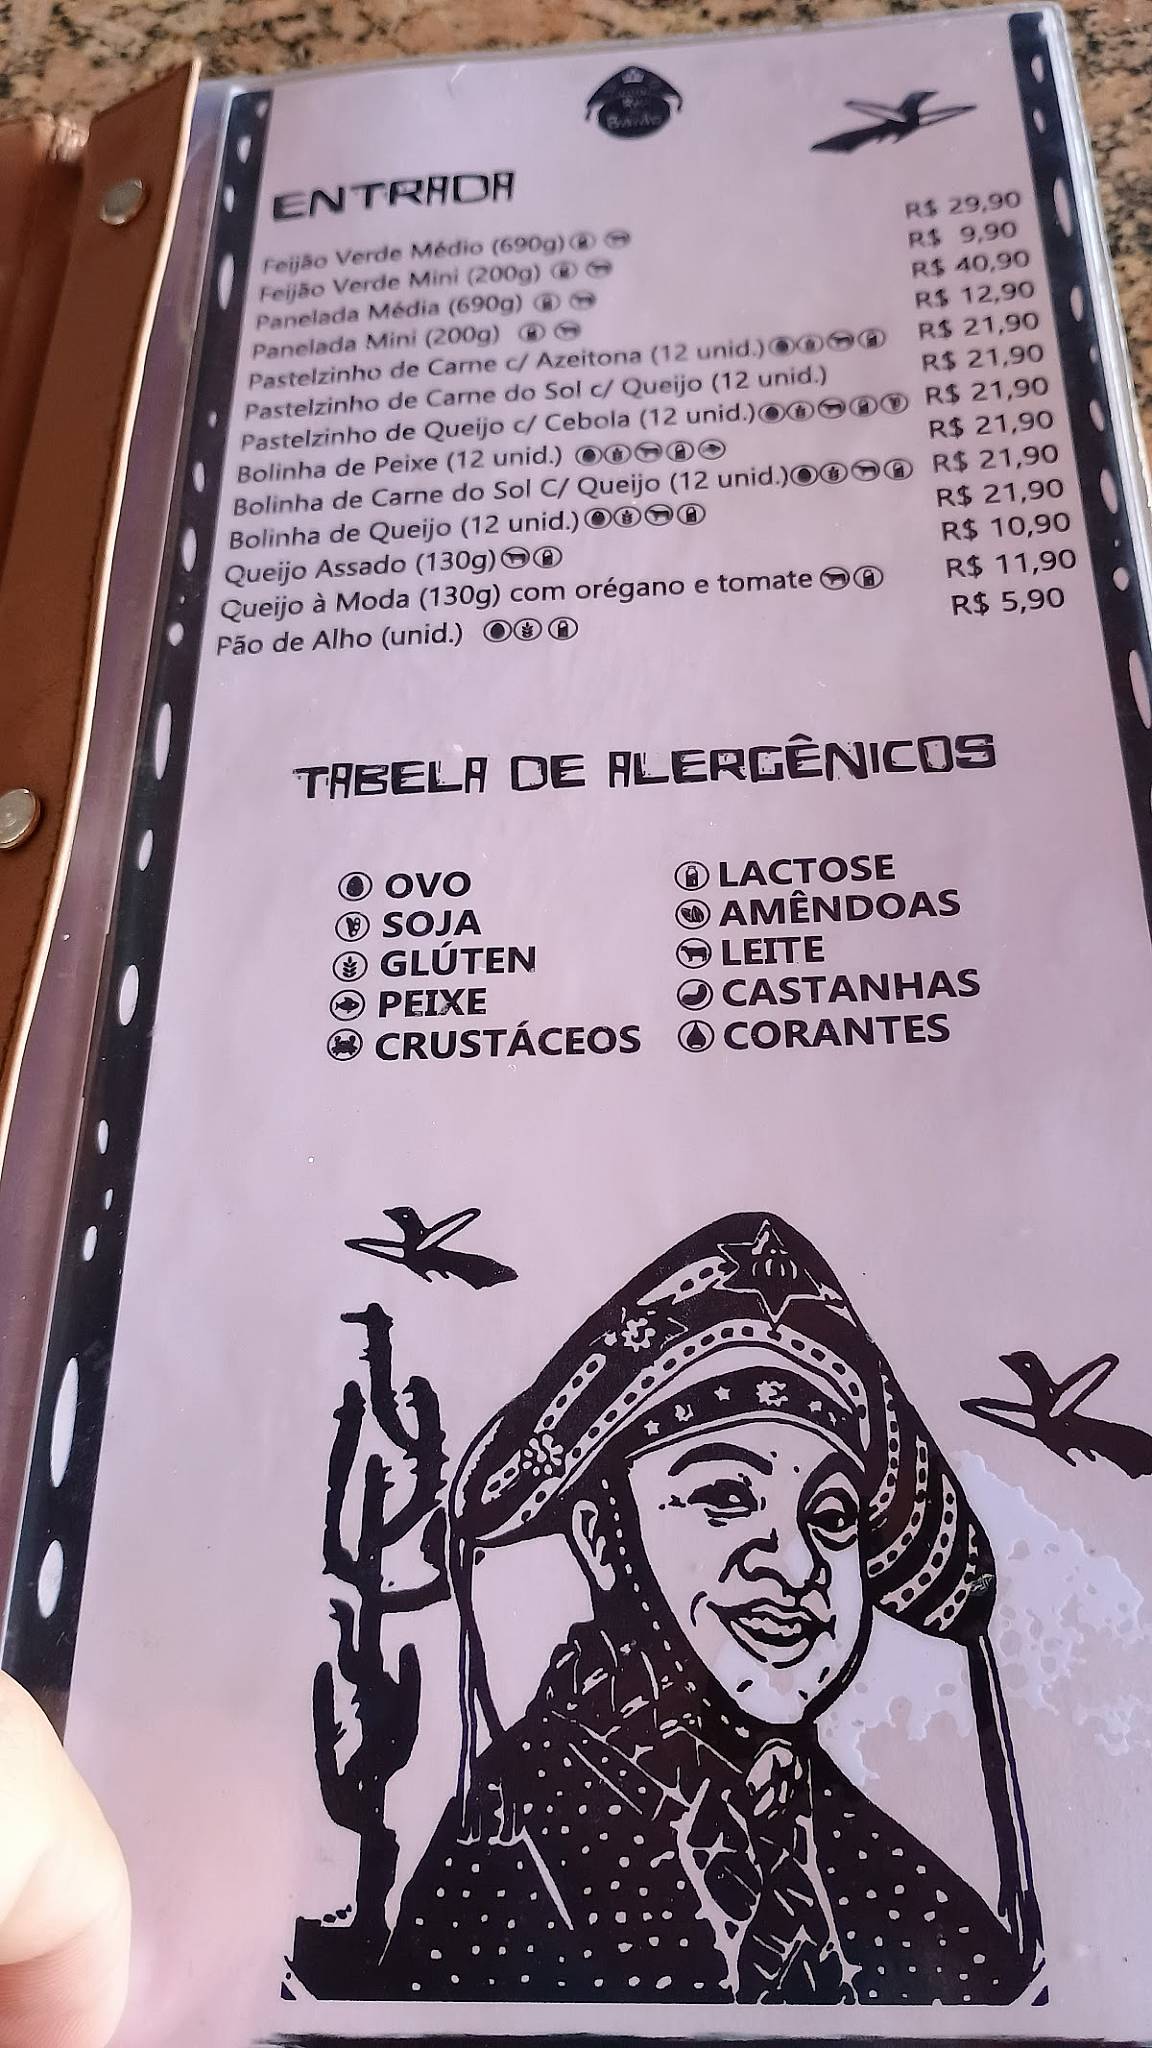 ENTRADA
Feijão Verde Médio (690g) R$ 29,90
Feijão Verde Mini (200g) R$ 9,90
Panelada Média (690g) R$ 40,90
Panelada Mini (200g) R$ 12,90
Pastelzinho de Carne c/ Azeitona (12 unid.) R$ 21,90
Pastelzinho de Carne do Sol c/ Queijo (12 unid.) R$ 21,90
Pastelzinho de Queijo c/ Cebola (12 unid.) R$ 21,90
Bolinha de Peixe (12 unid.) R$ 21,90
Bolinha de Carne do Sol C/ Queijo (12 unid.) R$ 21,90
Bolinha de Queijo (12 unid.) R$ 21,90
Queijo Assado (130g) R$ 10,90
Queijo à Moda (130g) com orégano e tomate R$ 11,90
Pão de Alho (unid.) R$ 5,90
TABELA DE ALERGÊNICOS
OVO LACTOSE
SOJA AMÊNDOAS
GLÚTEN LEITE
PEIXE CASTANHAS
CRUSTÁCEOS CORANTES